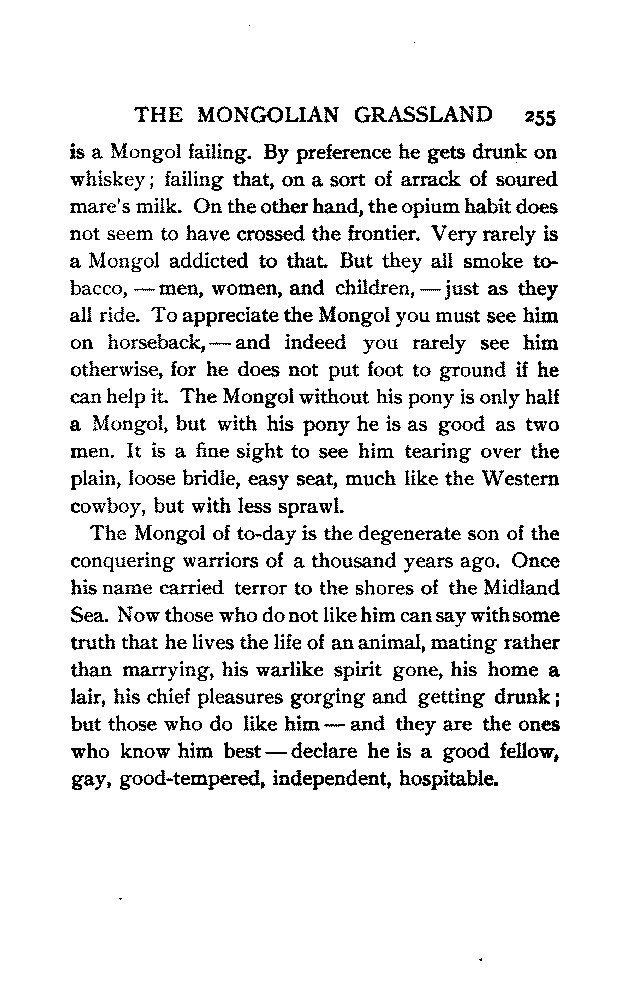 THE MONGOLIAN GRASSLAND 255
is a Mongol failing. By preference he gets drunk on
whiskey; failing that, on a sort of arrack of soured
mare's milk. On the other hand, the opium habit does
not seem to have crossed the frontier. Very rarely is
a Mongol addicted to that. But they all smoke to-
bacco, — men, women, and children, — just as they
all ride. To appreciate the Mongol you must see him
on horseback, — and indeed you rarely see him
otherwise, for he does not put foot to ground if he
can help it. The Mongol without his pony is only half
a Mongol, but with his pony he is as good as two
men. It is a fine sight to see him tearing over the
plain, loose bridle, easy seat, much like the Western
cowboy, but with less sprawl.
The Mongol of to-day is the degenerate son of the
conquering warriors of a thousand years ago. Once
his name carried terror to the shores of the Midland
Sea. Now those who do not like him can say with some
truth that he lives the life of an animal, mating rather
than marrying, his warlike spirit gone, his home a
lair, his chief pleasures gorging and getting drunk;
but those who do like him — and they are the ones
who know him best — declare he is a good fellow,
gay, good-tempered, independent, hospitable.